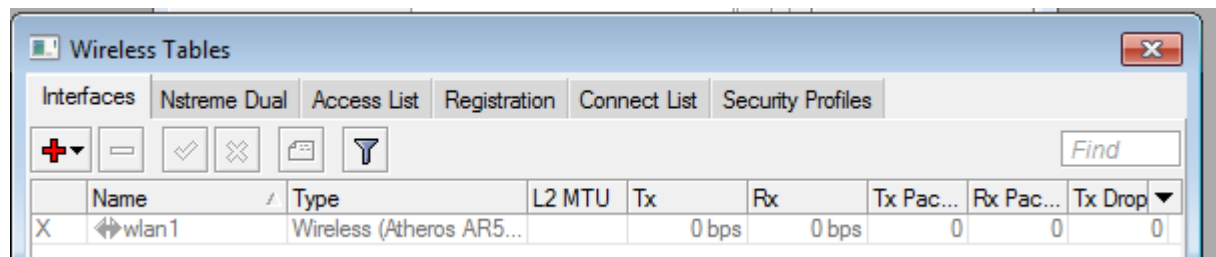 Wireless Tables
Interfaces Nstreme Dual Access List Registration Connect List Security Profiles
Find
Name Type L2 MTU Tx Rx Tx Pac... Rx Pac... Tx Drop
X wlan1 Wireless (Atheros AR5... 0 bps 0 bps 0 0 0